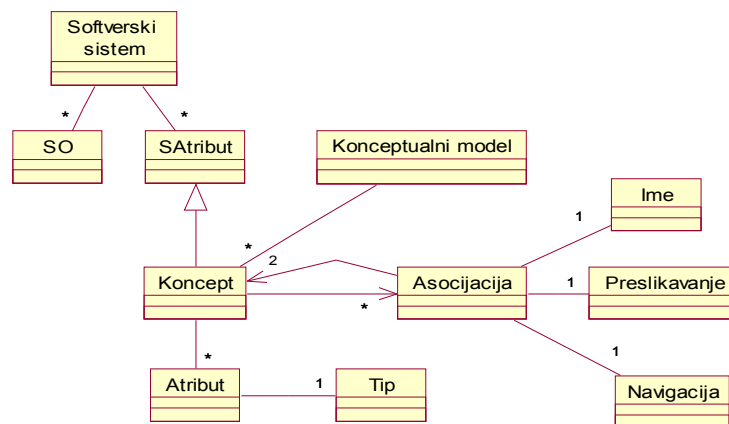 Softverski
sistem
*
*
SO
SAtribut
Konceptualni model
Ime
1
*
2
Koncept
Asocijacija
1
Preslikavanje
*
*
1
Atribut
1
Tip
Navigacija